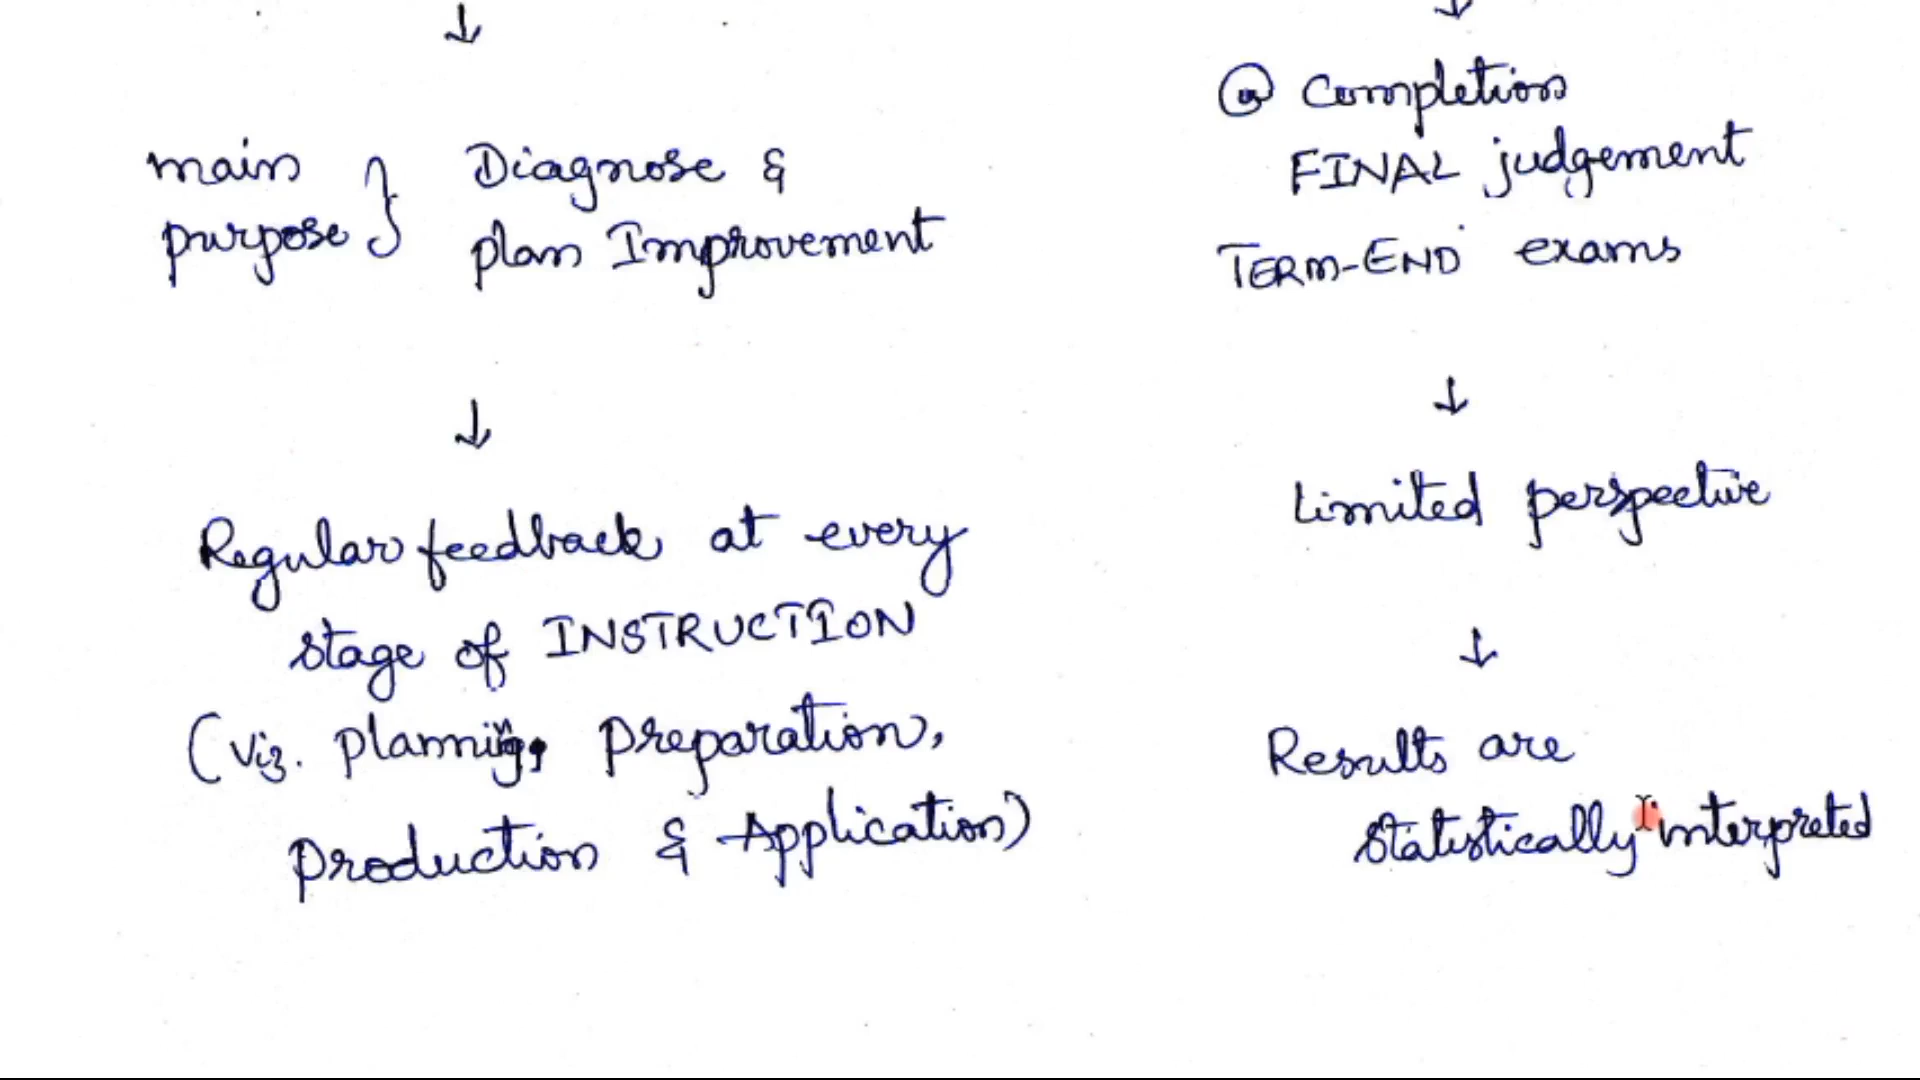 main
purpose } Diagnose &
plan Improvement
Regular feedback at every
stage of INSTRUCTION
(viz. planning, preparation,
production & Application)
@ Completion
FINAL judgement
TERM-END exams
Limited perspective
Results are
statistically interpreted